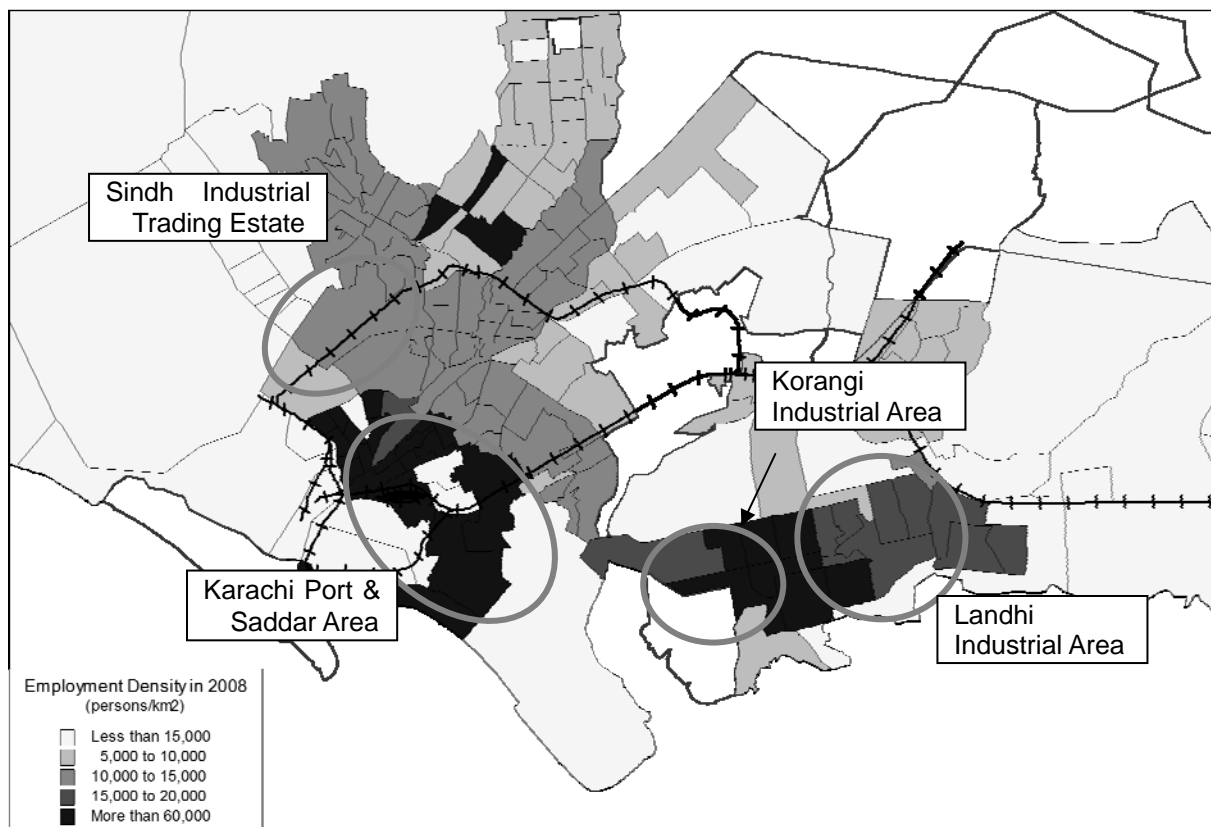 Sindh Industrial
Trading Estate
Korangi
Industrial Area
Karachi Port &
Saddar Area
Landhi
Industrial Area
Employment Density in 2008
(persons/km2)
Less than 15,000
5,000 to 10,000
10,000 to 15,000
15,000 to 20,000
More than 60,000